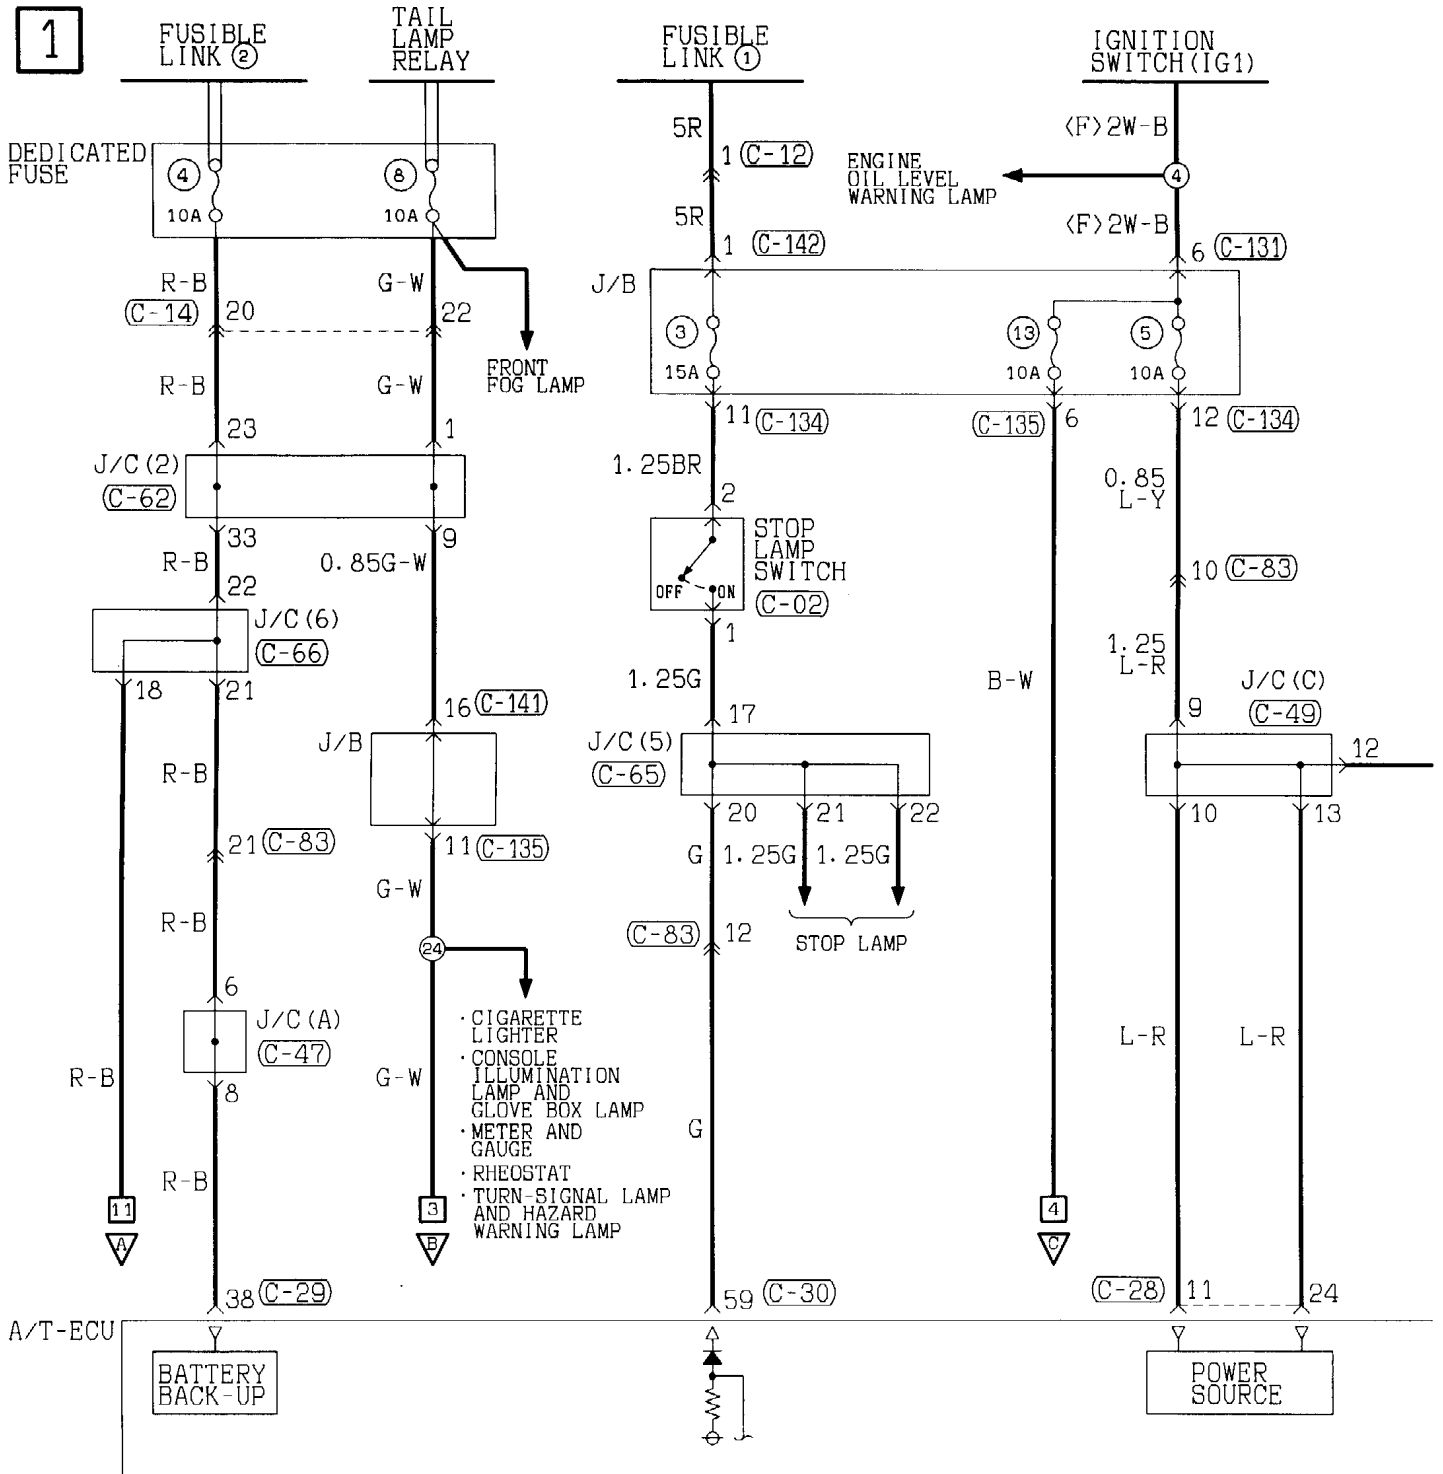 1
FUSIBLE
LINK ②
TAIL
LAMP
RELAY
FUSIBLE
LINK ①
IGNITION
SWITCH(IG1)
DEDICATED
FUSE
4
10A
8
10A
5R
1 C-12
5R
1 C-142
<F>2W-B
4
ENGINE
OIL LEVEL
WARNING LAMP
<F>2W-B
6 C-131
R-B
C-14 20
G-W
22
FRONT
FOG LAMP
R-B
G-W
J/B
3
15A
13
10A
5
10A
23
1
11 C-134
C-135 6
12 C-134
J/C(2)
C-62
33
9
R-B
0.85G-W
22
1.25BR
2
STOP
LAMP
SWITCH
C-02
OFF
ON
1
0.85
L-Y
10 C-83
1.25
L-R
B-W
J/C(6)
C-66
18
21
1.25G
17
J/C(C)
C-49
9
12
16 C-141
J/B
J/C(5)
C-65
R-B
20
21
22
10
13
21 C-83
11 C-135
G
1.25G
1.25G
G-W
R-B
24
C-83 12
STOP LAMP
6
J/C(A)
C-47
8
· CIGARETTE
LIGHTER
· CONSOLE
ILLUMINATION
LAMP AND
GLOVE BOX LAMP
· METER AND
GAUGE
· RHEOSTAT
· TURN-SIGNAL LAMP
AND HAZARD
WARNING LAMP
R-B
G-W
L-R
L-R
G
R-B
11
A
3
B
4
C
38 C-29
59 C-30
C-28 11
24
A/T-ECU
BATTERY
BACK-UP
POWER
SOURCE